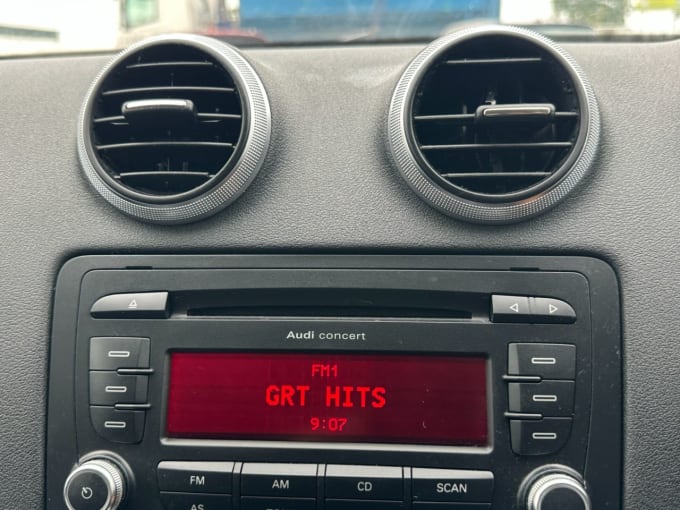 Audi concert
FM1
GRT HITS
9:07
FM AM CD SCAN
AS